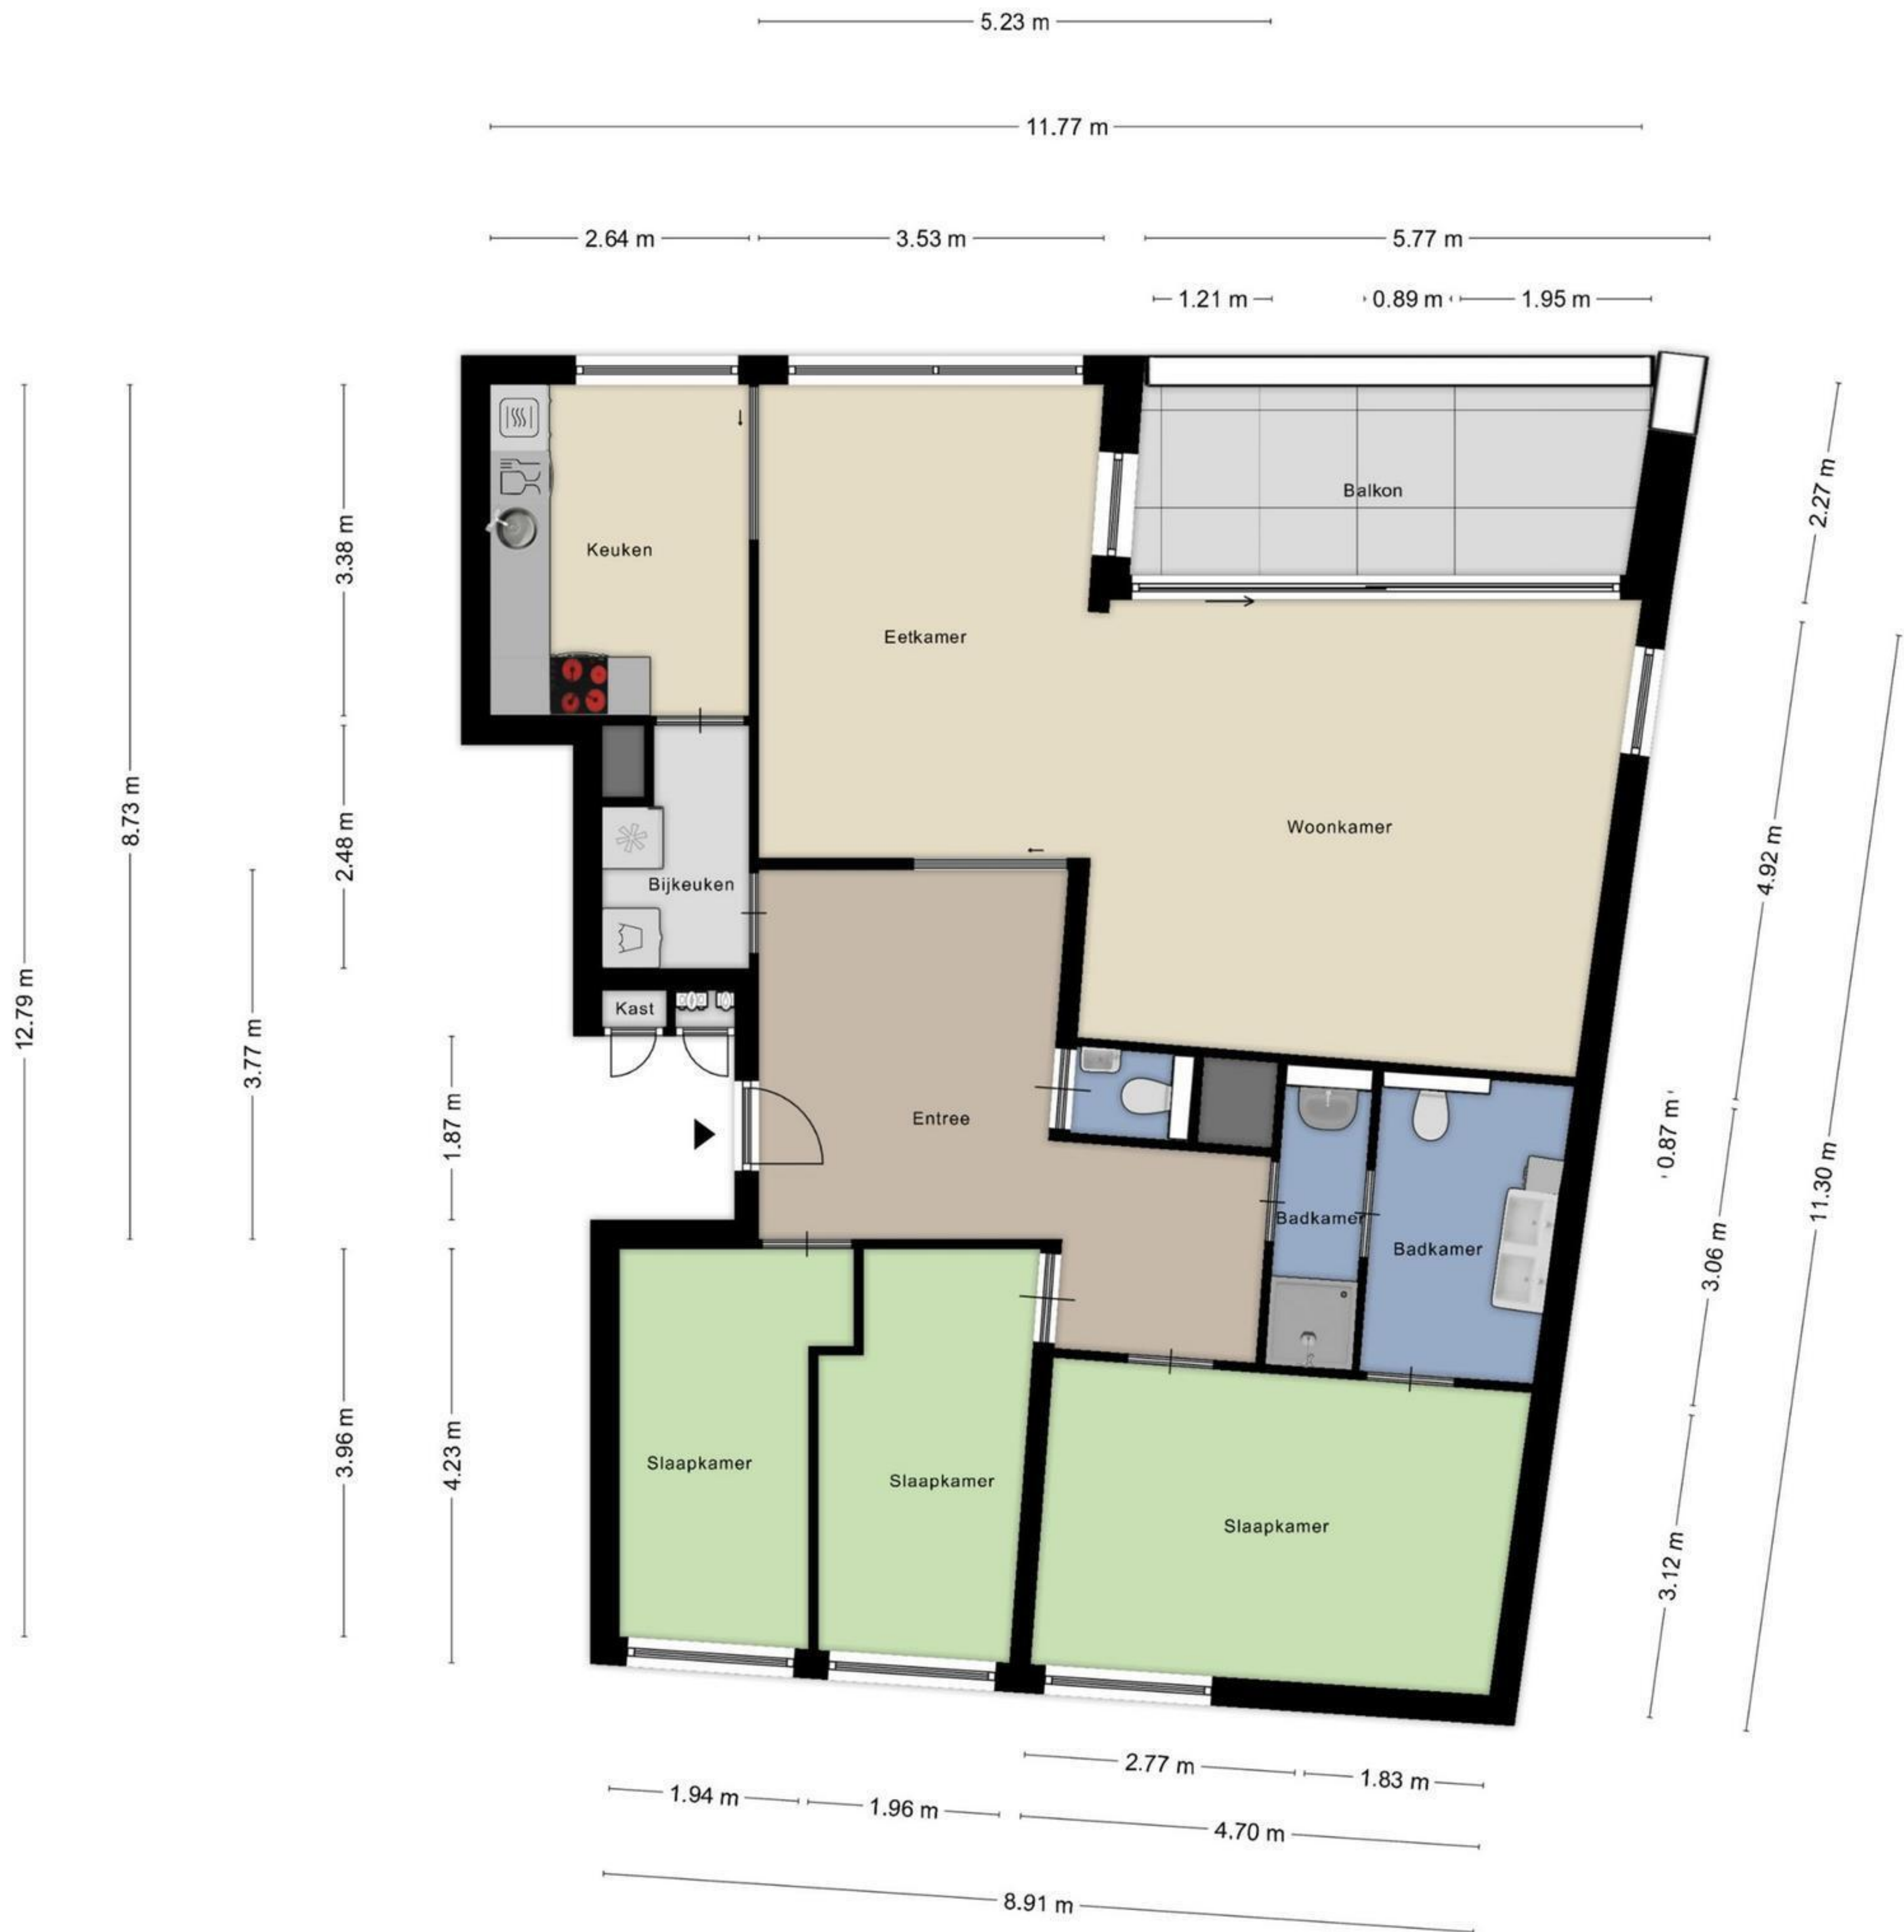 5.23 m
11.77 m
2.64 m
3.53 m
5.77 m
1.21 m
0.89 m
1.95 m
2.27 m
Balkon
3.38 m
Keuken
Eetkamer
8.73 m
2.48 m
Woonkamer
4.92 m
Bijkeuken
12.79 m
3.77 m
Kast
1.87 m
Entree
0.87 m
11.30 m
Badkamer
Badkamer
3.06 m
3.96 m
4.23 m
Slaapkamer
Slaapkamer
Slaapkamer
3.12 m
2.77 m
1.83 m
1.94 m
1.96 m
4.70 m
8.91 m